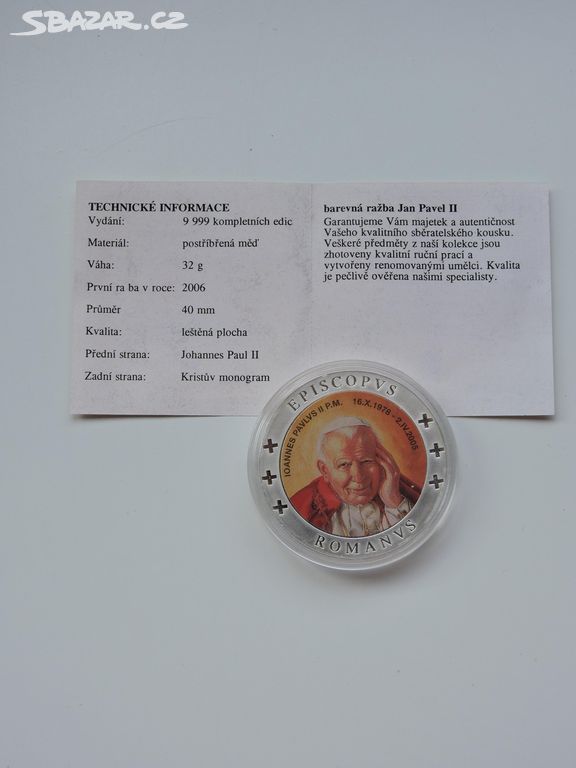 SBAZAR.CZ
TECHNICKÉ INFORMACE
Vydání: 9 999 kompletních edic
Materiál: postříbřená měď
Váha: 32 g
První ra ba v roce: 2006
Průměr 40 mm
Kvalita: leštěná plocha
Přední strana: Johannes Paul II
Zadní strana: Kristův monogram
barevná ražba Jan Pavel II
Garantujeme Vám majetek a autentičnost
Vašeho kvalitního sběratelského kousku.
Veškeré předměty z naší kolekce jsou
zhotoveny kvalitní ruční prací a
vytvořeny renomovanými umělci. Kvalita
je pečlivě ověřena našimi specialisty.
EPISCOPVS
IOANNES PAVLVS II P.M. 16.X.1978 - 2.IV.2005
ROMANVS